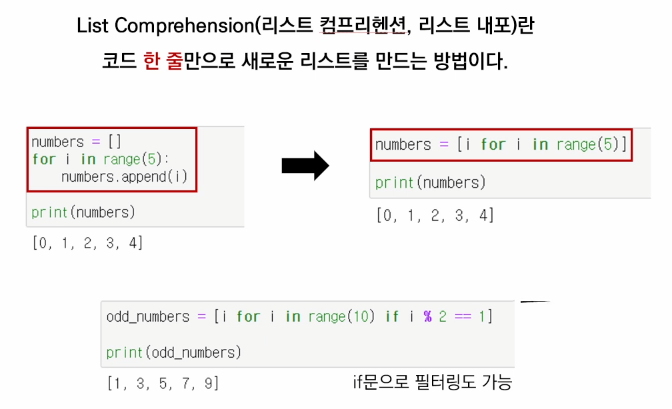 List Comprehension(리스트 컴프리헨션, 리스트 내포)란
코드 한 줄만으로 새로운 리스트를 만드는 방법이다.
numbers = []
for i in range(5):
    numbers.append(i)
print(numbers)
[0, 1, 2, 3, 4]
numbers = [i for i in range(5)]
print(numbers)
[0, 1, 2, 3, 4]
odd_numbers = [i for i in range(10) if i % 2 == 1]
print(odd_numbers)
[1, 3, 5, 7, 9]
if문으로 필터링도 가능